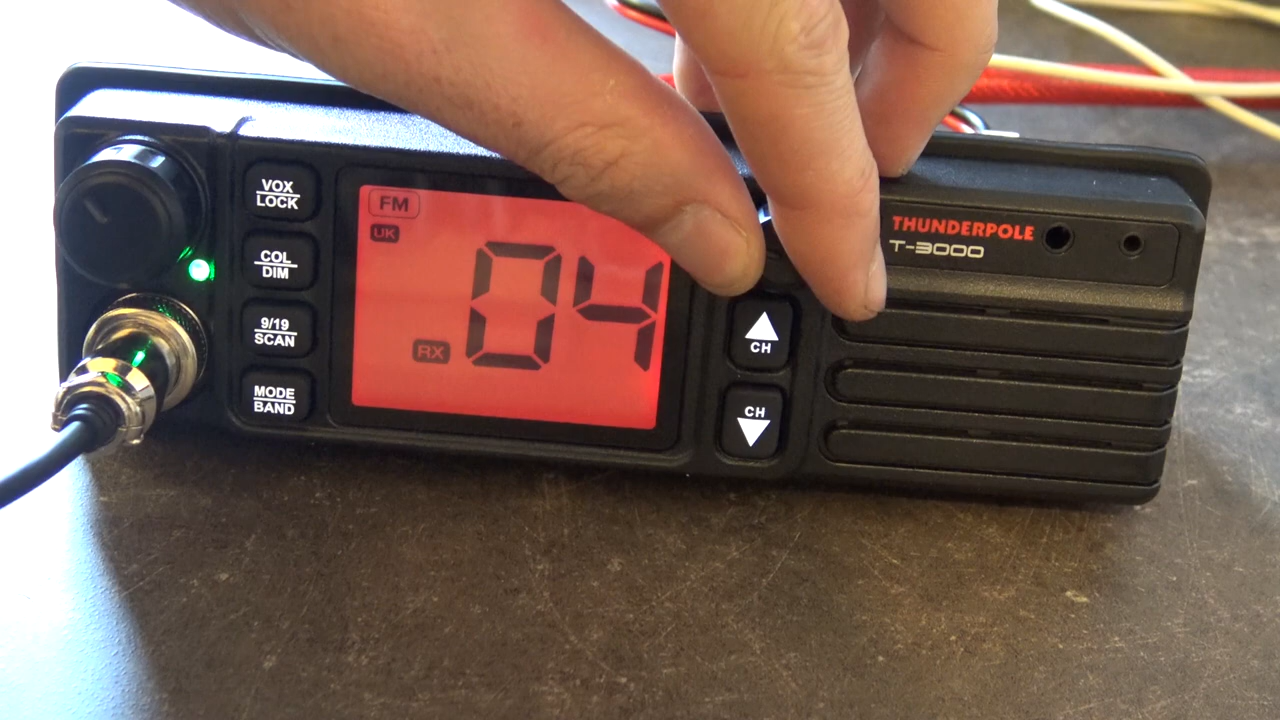 VOX
LOCK
COL
DIM
9/19
SCAN
MODE
BAND
FM
UK
RX
04
CH
CH
THUNDERPOLE
T-3000